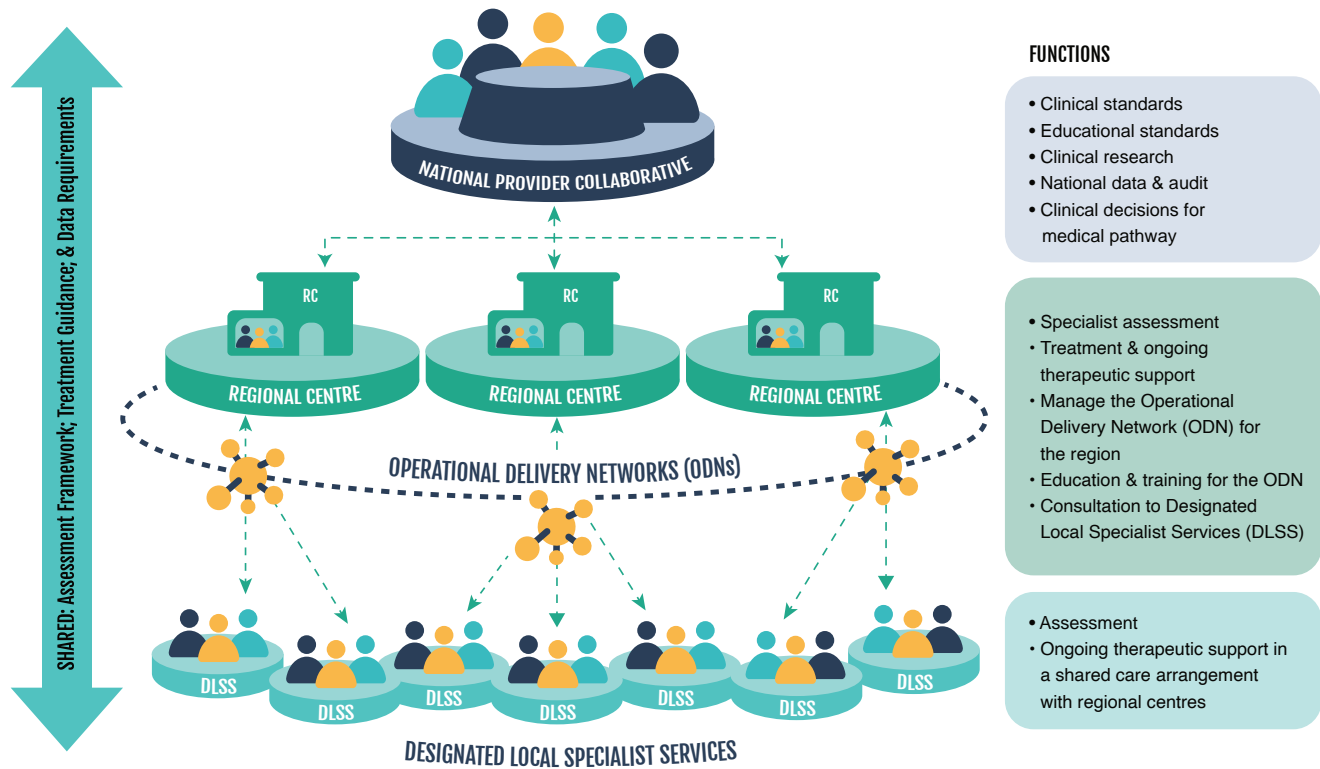 SHARED: Assessment Framework; Treatment Guidance; & Data Requirements
NATIONAL PROVIDER COLLABORATIVE
RC
RC
RC
REGIONAL CENTRE
REGIONAL CENTRE
REGIONAL CENTRE
OPERATIONAL DELIVERY NETWORKS (ODNs)
DLSS
DLSS
DLSS
DLSS
DLSS
DLSS
DLSS
DESIGNATED LOCAL SPECIALIST SERVICES
FUNCTIONS
• Clinical standards
• Educational standards
• Clinical research
• National data & audit
• Clinical decisions for
medical pathway
• Specialist assessment
• Treatment & ongoing
therapeutic support
• Manage the Operational
Delivery Network (ODN) for
the region
• Education & training for the ODN
• Consultation to Designated
Local Specialist Services (DLSS)
• Assessment
• Ongoing therapeutic support in
a shared care arrangement
with regional centres